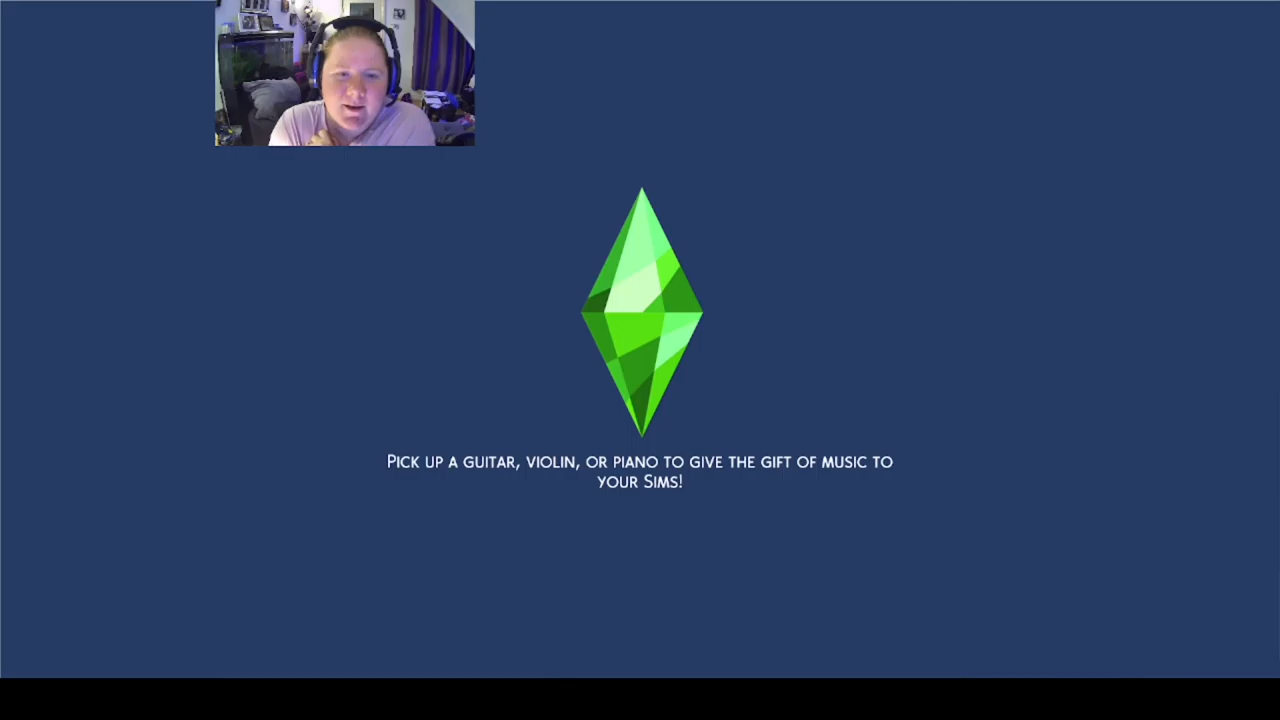 Pick up a guitar, violin, or piano to give the gift of music to
your Sims!